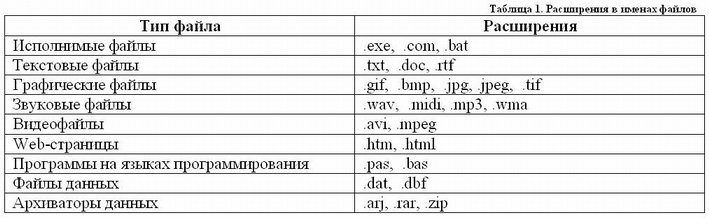 Таблица 1. Расширения в именах файлов
Тип файла Расширения
Исполнимые файлы .exe, .com, .bat
Текстовые файлы .txt, .doc, .rtf
Графические файлы .gif, .bmp, .jpg, .jpeg, .tif
Звуковые файлы .wav, .midi, .mp3, .wma
Видеофайлы .avi, .mpeg
Web-страницы .htm, .html
Программы на языках программирования .pas, .bas
Файлы данных .dat, .dbf
Архиваторы данных .arj, .rar, .zip